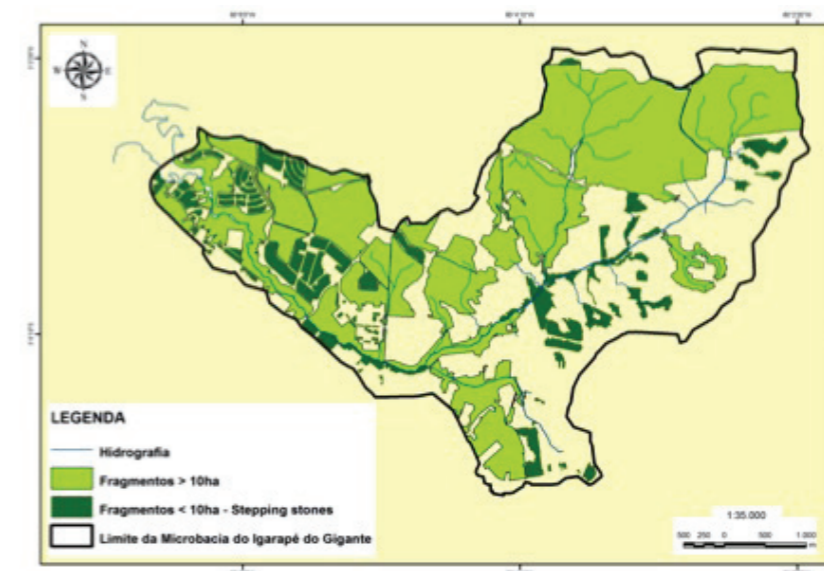 N
S
LEGENDA
Hidrografia
Fragmentos > 10ha
Fragmentos < 10ha - Stepping stones
Limite da Microbacia do Igarapé do Gigante
1:35.000
500 250 0 500 1.000
m